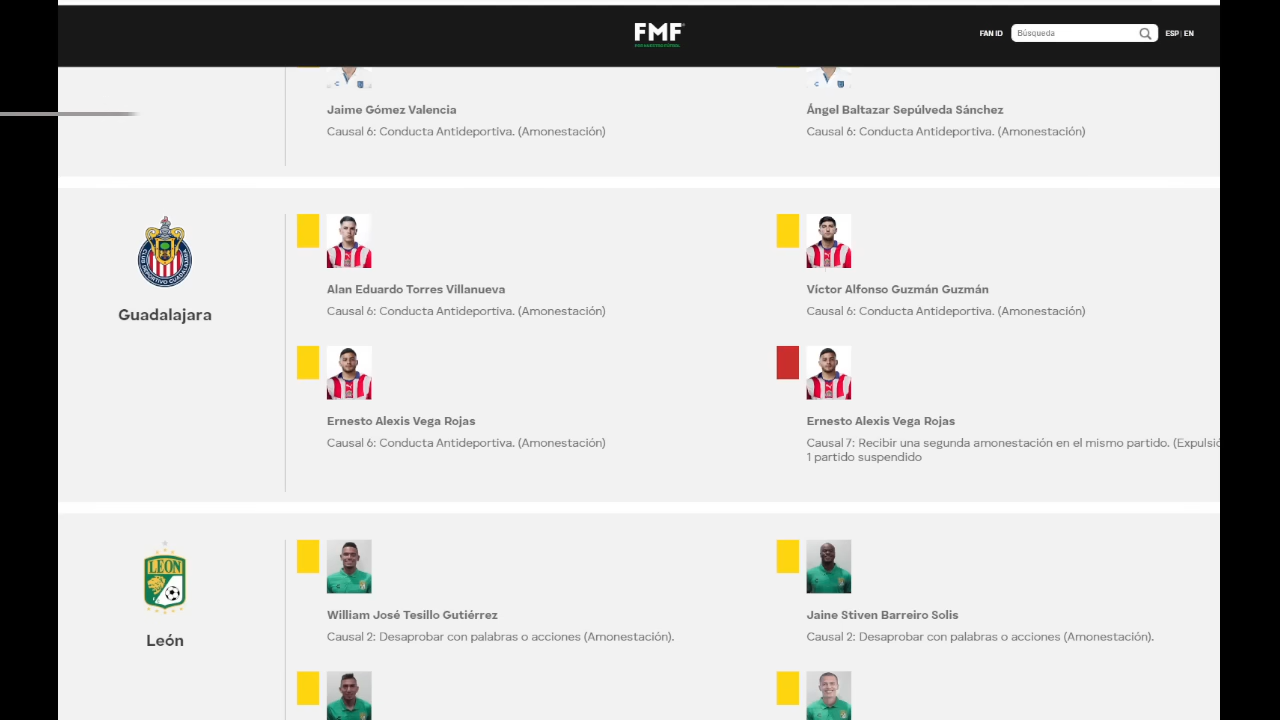 FMF
FAN ID
Búsqueda
ESP | EN
Jaime Gómez Valencia
Ángel Baltazar Sepúlveda Sánchez
Causal 6: Conducta Antideportiva. (Amonestación)
Causal 6: Conducta Antideportiva. (Amonestación)
Guadalajara
Alan Eduardo Torres Villanueva
Víctor Alfonso Guzmán Guzmán
Causal 6: Conducta Antideportiva. (Amonestación)
Causal 6: Conducta Antideportiva. (Amonestación)
Ernesto Alexis Vega Rojas
Ernesto Alexis Vega Rojas
Causal 6: Conducta Antideportiva. (Amonestación)
Causal 7: Recibir una segunda amonestación en el mismo partido. (Expulsió
1 partido suspendido
LEON
León
William José Tesillo Gutiérrez
Jaine Stiven Barreiro Solis
Causal 2: Desaprobar con palabras o acciones (Amonestación).
Causal 2: Desaprobar con palabras o acciones (Amonestación).